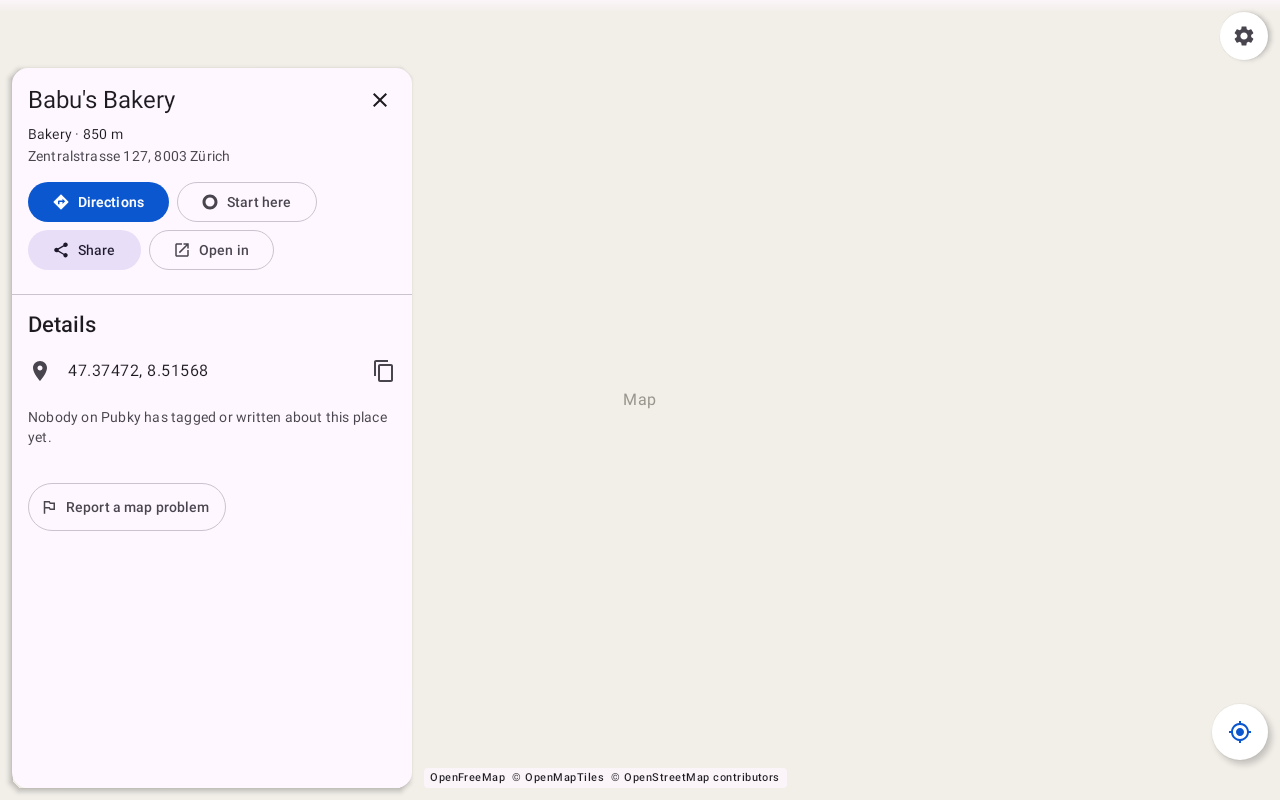 Babu's Bakery
Bakery · 850 m
Zentralstrasse 127, 8003 Zürich
Directions
Start here
Share
Open in
Details
47.37472, 8.51568
Nobody on Pubky has tagged or written about this place
yet.
Report a map problem
Map
OpenFreeMap © OpenMapTiles © OpenStreetMap contributors